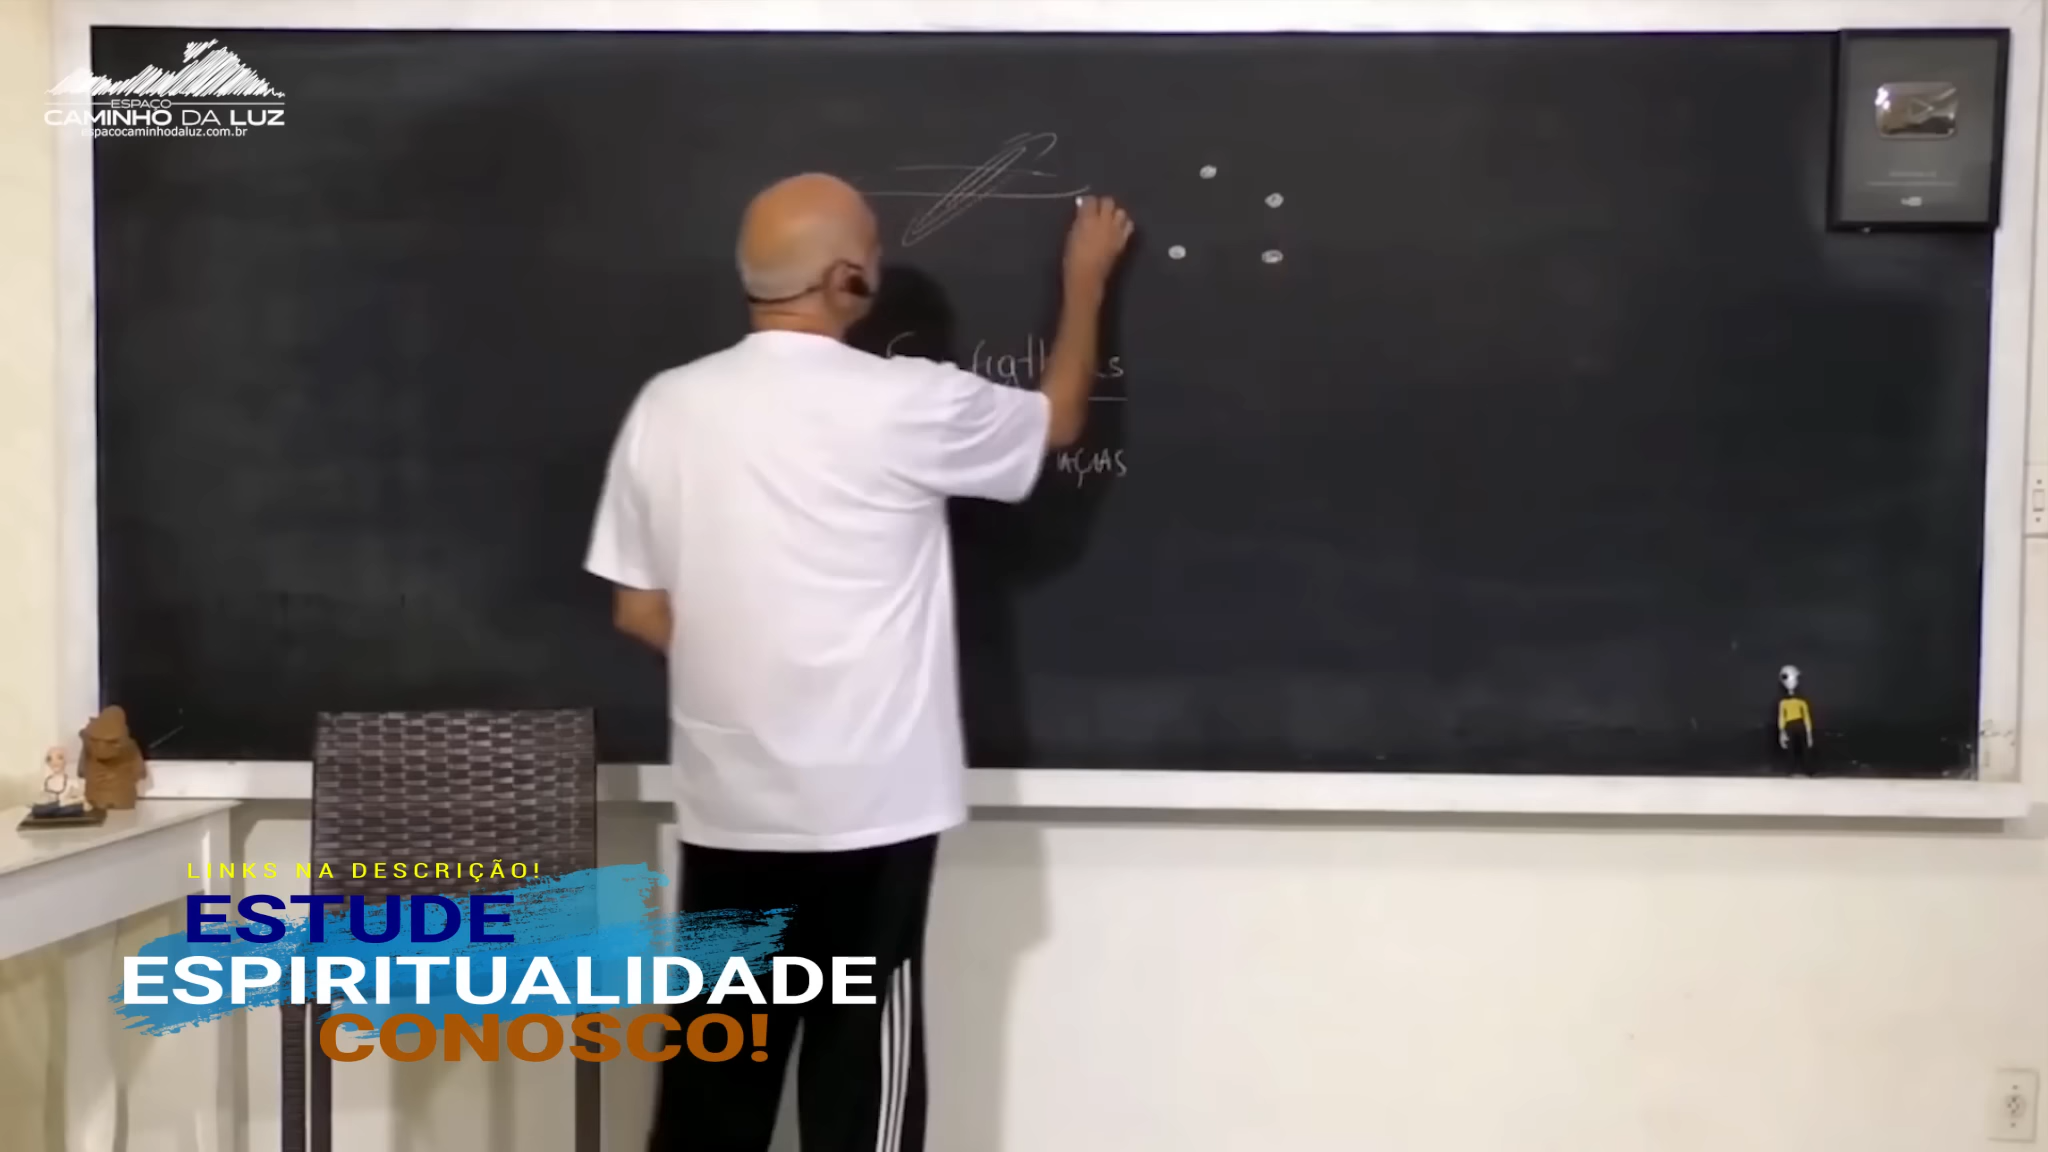 ESPAÇO
CAMINHO DA LUZ
espacocaminhodaluz.com.br
LINKS NA DESCRIÇÃO!
ESTUDE
ESPIRITUALIDADE
CONOSCO!